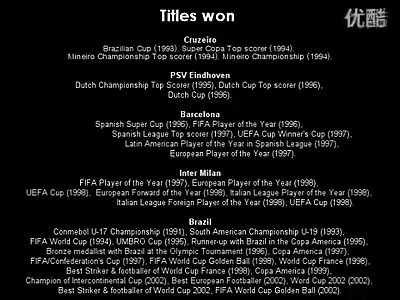 Titles won
优酷
Cruzeiro
Brazilian Cup (1993), Super Copa Top scorer (1994).
Mineiro Championship Top Scorer (1994), Mineiro Championship (1994).
PSV Eindhoven
Dutch Championship Top Scorer (1995), Dutch Cup Top scorer (1996),
Dutch Cup (1996).
Barcelona
Spanish Super Cup (1996), FIFA Player of the Year (1996),
Spanish League Top scorer (1997), UEFA Cup Winner's Cup (1997),
Latin American Player of the Year in Spanish League (1997),
European Player of the Year (1997).
Inter Milan
FIFA Player of the Year (1997), European Player of the Year (1998),
UEFA Cup (1998), European Forward of the Year (1998), Italian League Player of the Year (1998),
Italian League Foreign Player of the Year (1998), UEFA Cup (1998).
Brazil
Conmebol U-17 Championship (1991), South American Championship U-19 (1993),
FIFA World Cup (1994), UMBRO Cup (1995), Runner-up with Brazil in the Copa America (1995),
Bronze medallist with Brazil at the Olympic Tournament (1996), Copa America (1997),
FIFA/Confederation's Cup (1997), FIFA World Cup Golden Ball (1998), World Cup France (1998),
Best Striker & footballer of World Cup France (1998), Copa America (1999),
Champion of Intercontinental Cup (2002), Best European Footballer (2002), Word Cup 2002 (2002),
Best Striker & footballer of World Cup 2002, FIFA World Cup Golden Ball (2002).